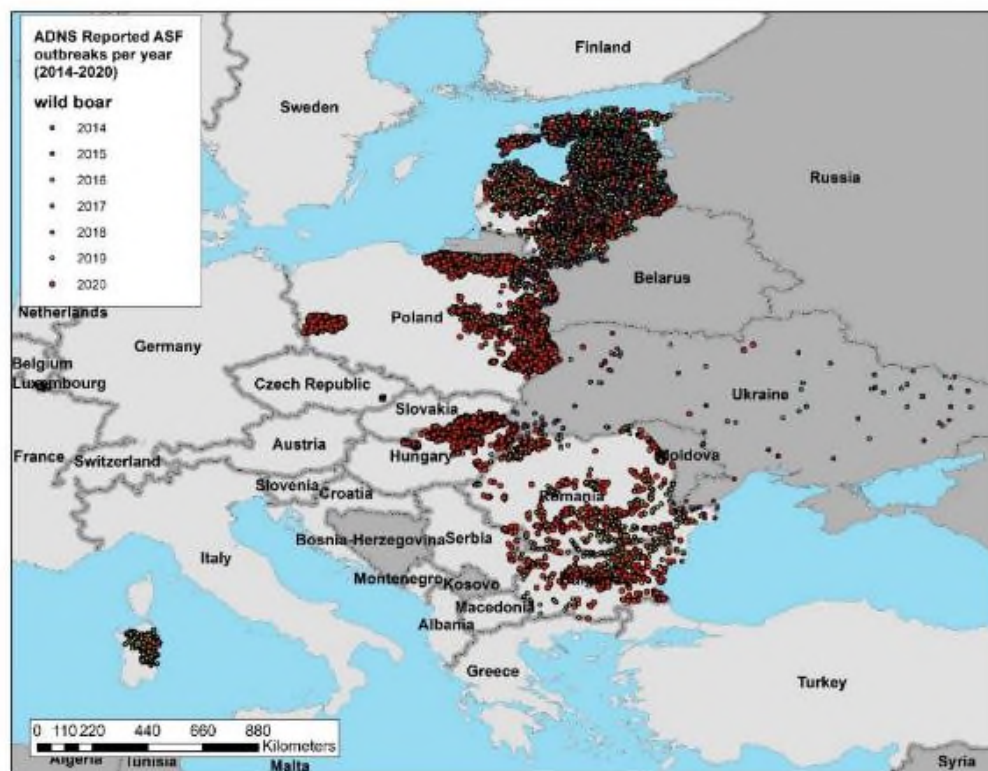 ADNS Reported ASF
outbreaks per year
(2014-2020)
wild boar
2014
2015
2016
2017
2018
2019
2020
Finland
Sweden
Russia
Belarus
Netherlands
Poland
Germany
Belgium
Luxembourg
Czech Republic
Ukraine
Slovakia
Austria
France
Switzerland
Hungary
Moldova
Slovenia
Croatia
Romania
Bosnia-Herzegovina
Serbia
Italy
Montenegro
Kosovo
Macedonia
Albania
Greece
Turkey
0 110 220 440 660 880
Kilometers
Algeria
Tunisia
Malta
Syria